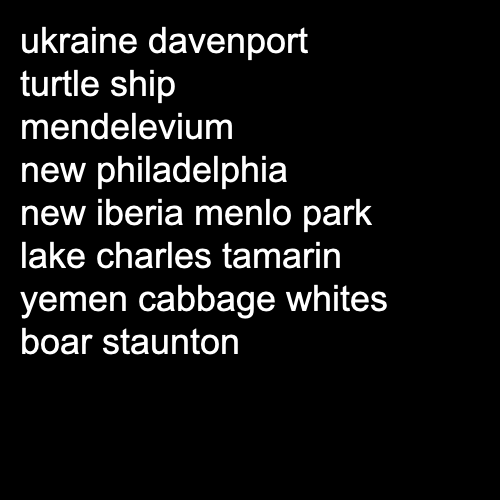 ukraine davenport
turtle ship
mendelevium
new philadelphia
new iberia menlo park
lake charles tamarin
yemen cabbage whites
boar staunton